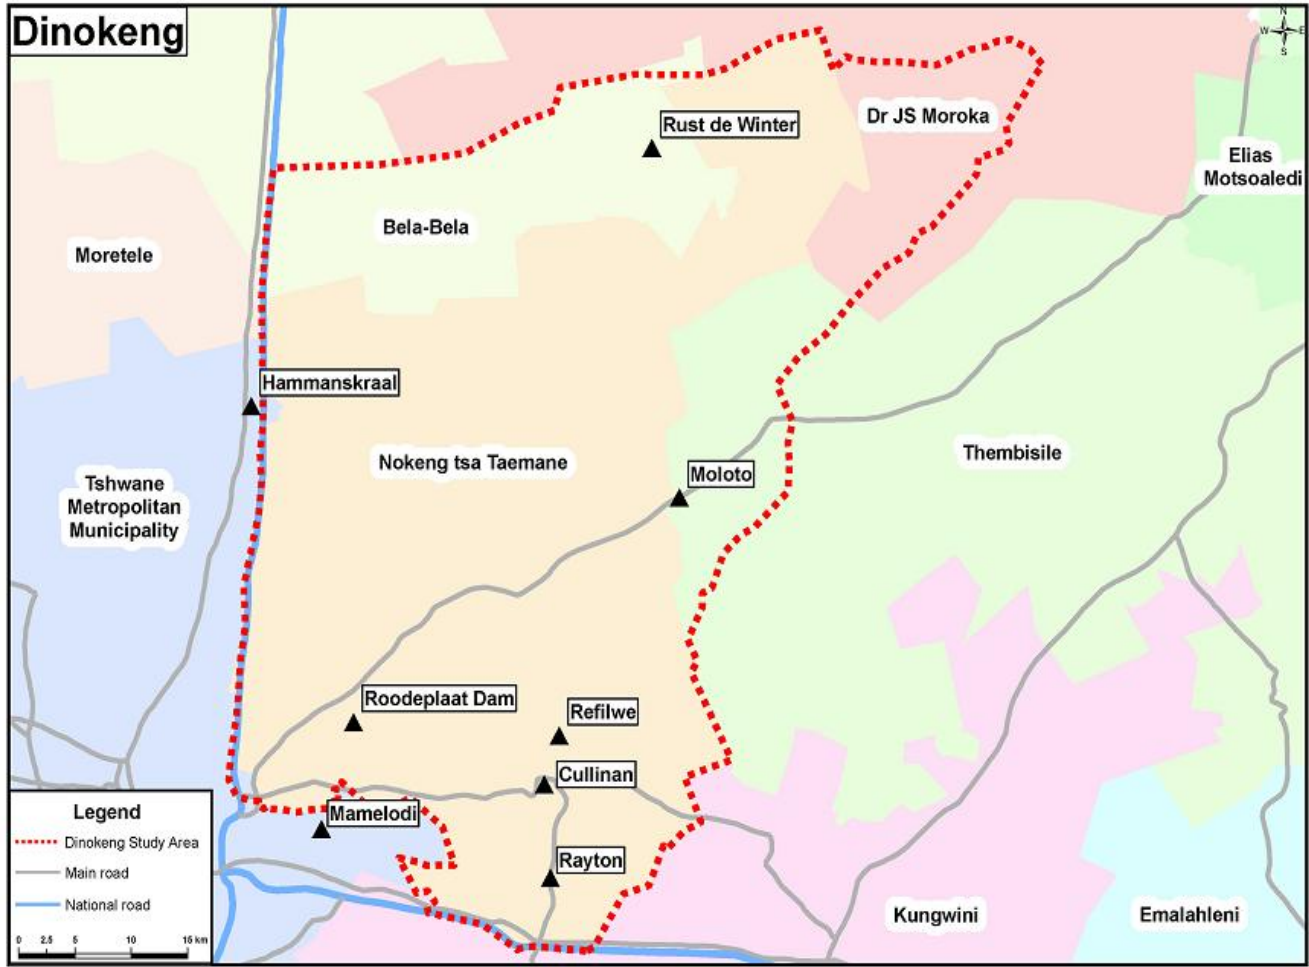 Dinokeng
N
W E
S
Rust de Winter
Dr JS Moroka
Elias
Motsoaledi
Bela-Bela
Moretele
Hammanskraal
Nokeng tsa Taemane
Thembisile
Moloto
Tshwane
Metropolitan
Municipality
Roodeplaat Dam
Refilwe
Cullinan
Mamelodi
Rayton
Kungwini
Emalahleni
Legend
Dinokeng Study Area
Main road
National road
0 2.5 5 10 15 km